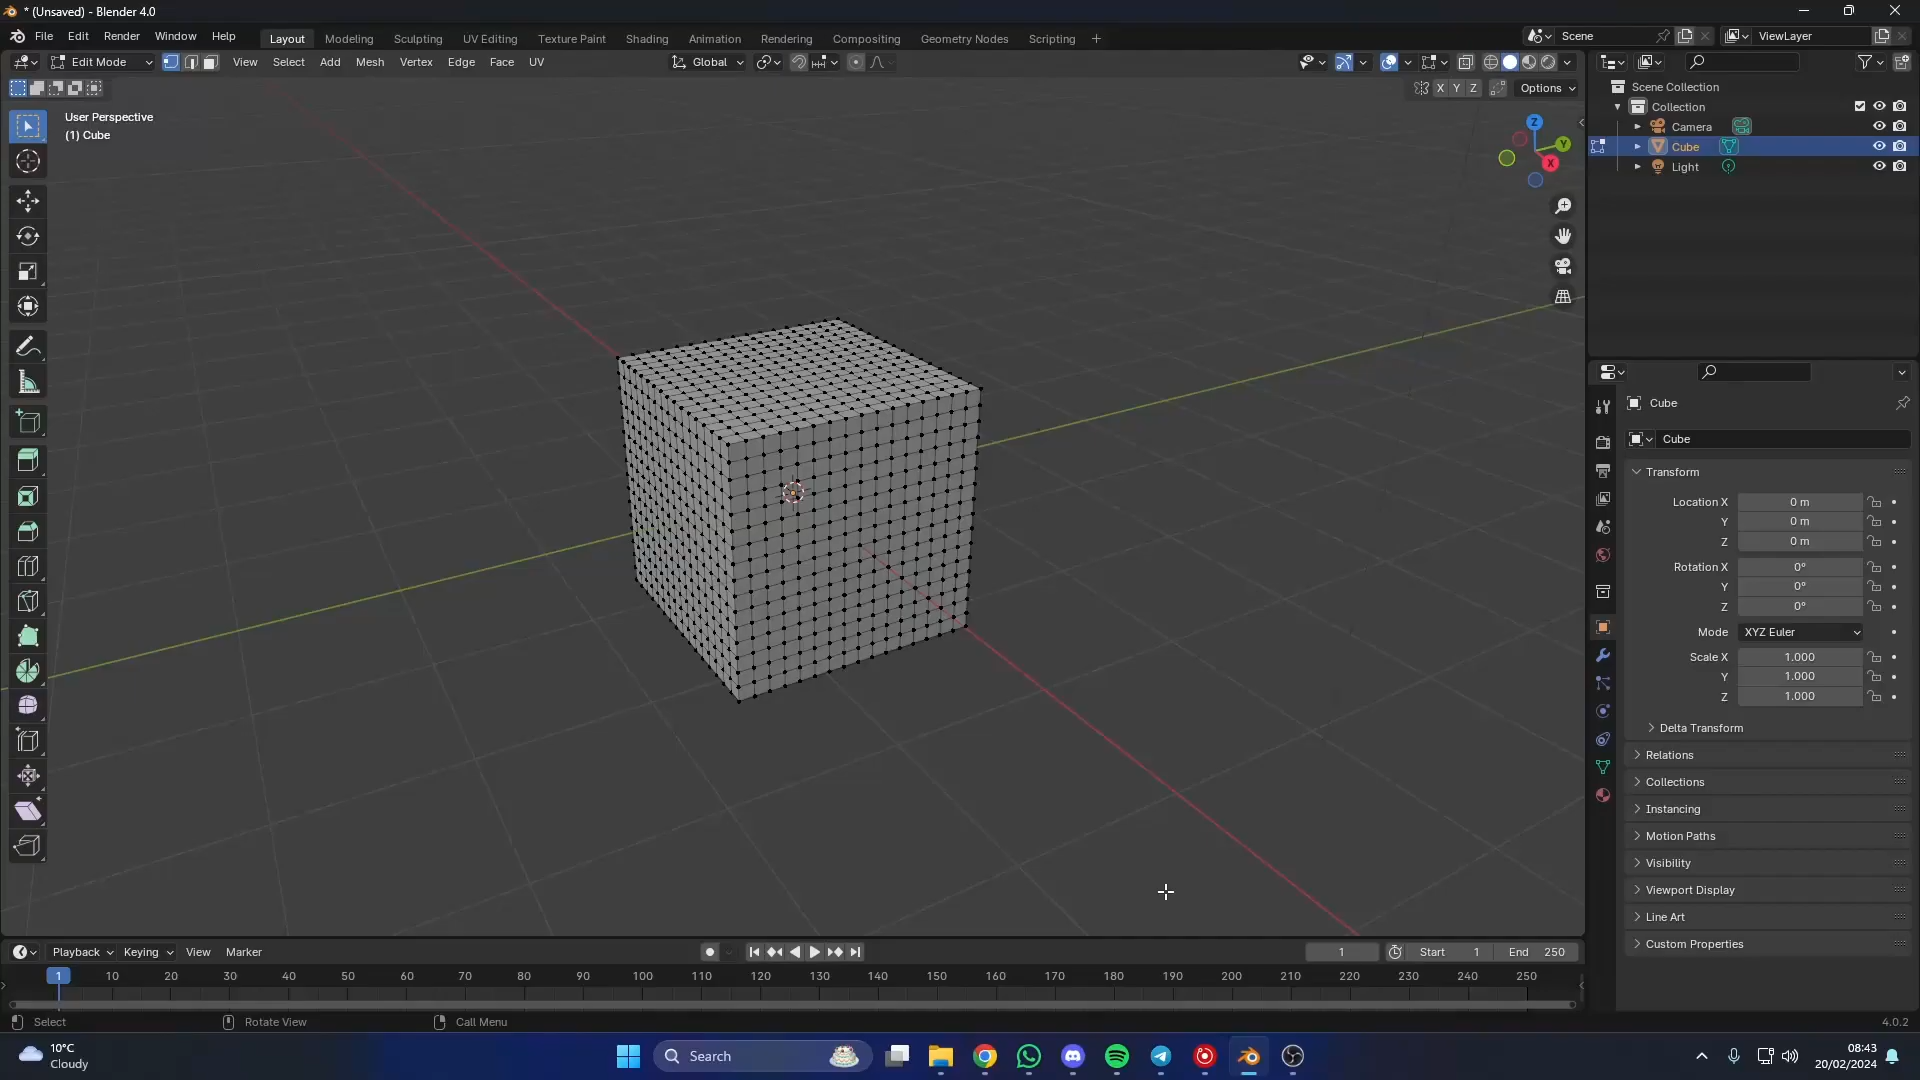 * (Unsaved) - Blender 4.0
File Edit Render Window Help
Layout Modeling Sculpting UV Editing Texture Paint Shading Animation Rendering Compositing Geometry Nodes Scripting +
Scene
ViewLayer
Edit Mode View Select Add Mesh Vertex Edge Face UV
Global
X Y Z Options
User Perspective
(1) Cube
Z
Y
X
Scene Collection
Collection
Camera
Cube
Light
Cube
Cube
Transform
Location X 0 m
Y 0 m
Z 0 m
Rotation X 0°
Y 0°
Z 0°
Mode XYZ Euler
Scale X 1.000
Y 1.000
Z 1.000
Delta Transform
Relations
Collections
Instancing
Motion Paths
Visibility
Viewport Display
Line Art
Custom Properties
Playback Keying View Marker
1 Start 1 End 250
1 10 20 30 40 50 60 70 80 90 100 110 120 130 140 150 160 170 180 190 200 210 220 230 240 250
Select Rotate View Call Menu 4.0.2
10°C
Cloudy
Search
08:43
20/02/2024